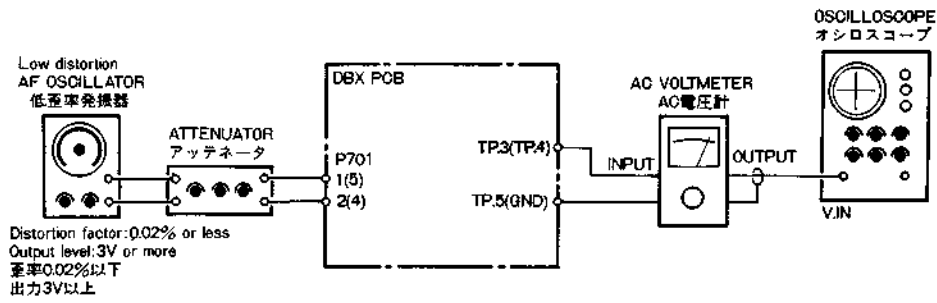 OSCILLOSCOPE
オシロスコープ
Low distortion
AF OSCILLATOR
低歪率発振器
ATTENUATOR
アッテネータ
DBX PCB
P701
1(5)
2(4)
TP.3(TP.4)
TP.5(GND)
AC VOLTMETER
AC電圧計
INPUT
OUTPUT
V.IN
Distortion factor:0.02% or less
Output level:3V or more
歪率0.02%以下
出力3V以上